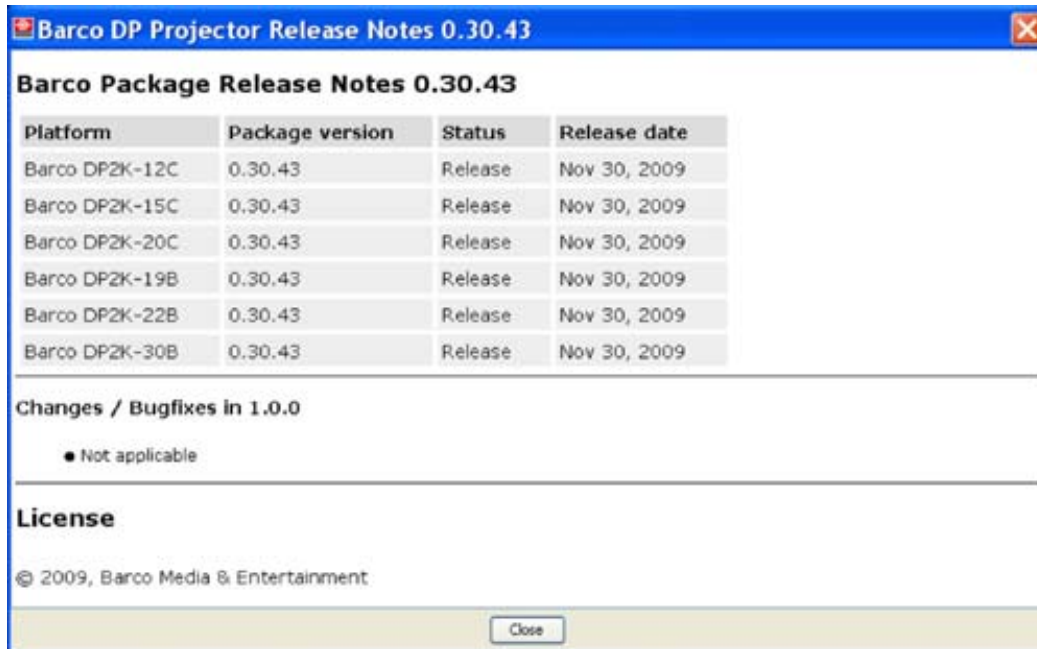 Barco DP Projector Release Notes 0.30.43
Barco Package Release Notes 0.30.43
Platform Package version Status Release date
Barco DP2K-12C 0.30.43 Release Nov 30, 2009
Barco DP2K-15C 0.30.43 Release Nov 30, 2009
Barco DP2K-20C 0.30.43 Release Nov 30, 2009
Barco DP2K-19B 0.30.43 Release Nov 30, 2009
Barco DP2K-22B 0.30.43 Release Nov 30, 2009
Barco DP2K-30B 0.30.43 Release Nov 30, 2009
Changes / Bugfixes in 1.0.0
● Not applicable
License
© 2009, Barco Media & Entertainment
Close